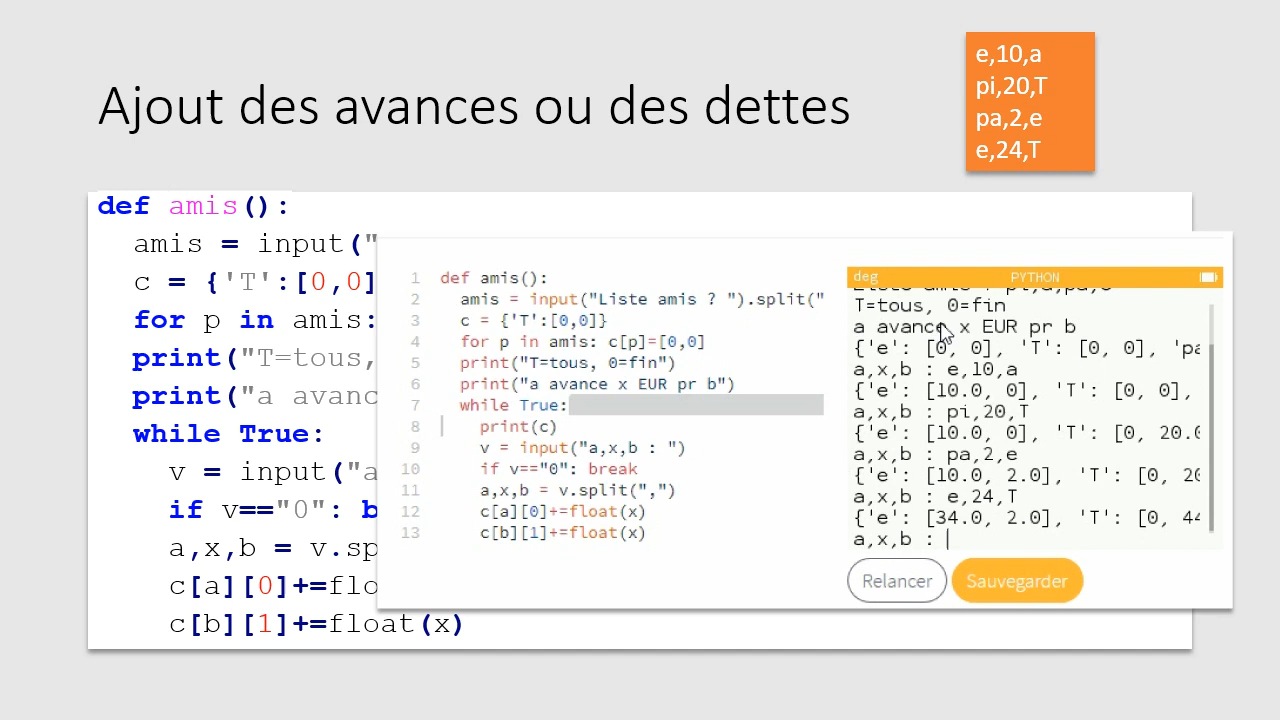 Ajout des avances ou des dettes
e,10,a
pi,20,T
pa,2,e
e,24,T
def amis():
amis = input("
c = {'T':[0,0]
for p in amis:
print("T=tous,
print("a avanc
while True:
v = input("a
if v=="0": b
a,x,b = v.sp
c[a][0]+=flo
c[b][1]+=float(x)
1 def amis():
2 amis = input("Liste amis ? ").split("
3 c = {'T':[0,0]}
4 for p in amis: c[p]=[0,0]
5 print("T=tous, 0=fin")
6 print("a avance x EUR pr b")
7 while True:
8 print(c)
9 v = input("a,x,b : ")
10 if v=="0": break
11 a,x,b = v.split(",")
12 c[a][0]+=float(x)
13 c[b][1]+=float(x)
deg PYTHON
T=tous, 0=fin
a avance x EUR pr b
{'e': [0, 0], 'T': [0, 0], 'pa
a,x,b : e,10,a
{'e': [10.0, 0], 'T': [0, 0],
a,x,b : pi,20,T
{'e': [10.0, 0], 'T': [0, 20.0
a,x,b : pa,2,e
{'e': [10.0, 2.0], 'T': [0, 20
a,x,b : e,24,T
{'e': [34.0, 2.0], 'T': [0, 44
a,x,b :
Relancer
Sauvegarder